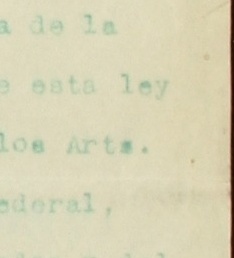 a de la
e esta ley
los Arts.
ederal,